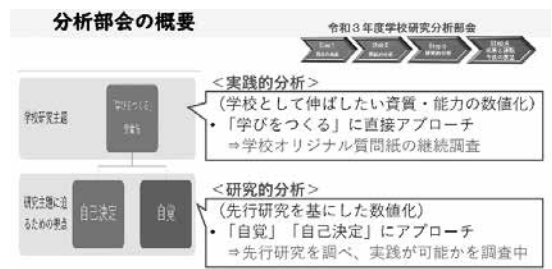 分析部会の概要
令和3年度学校研究分析部会
学校研究主題
「学びをつくる」
<実践的分析>
(学校として伸ばしたい資質・能力の数値化)
•「学びをつくる」に直接アプローチ
⇒学校オリジナル質問紙の継続調査
研究主題に迫
るための視点
自己決定
自覚
<研究的分析>
(先行研究を基にした数値化)
•「自覚」「自己決定」にアプローチ
⇒先行研究を調べ、実践が可能かを調査中